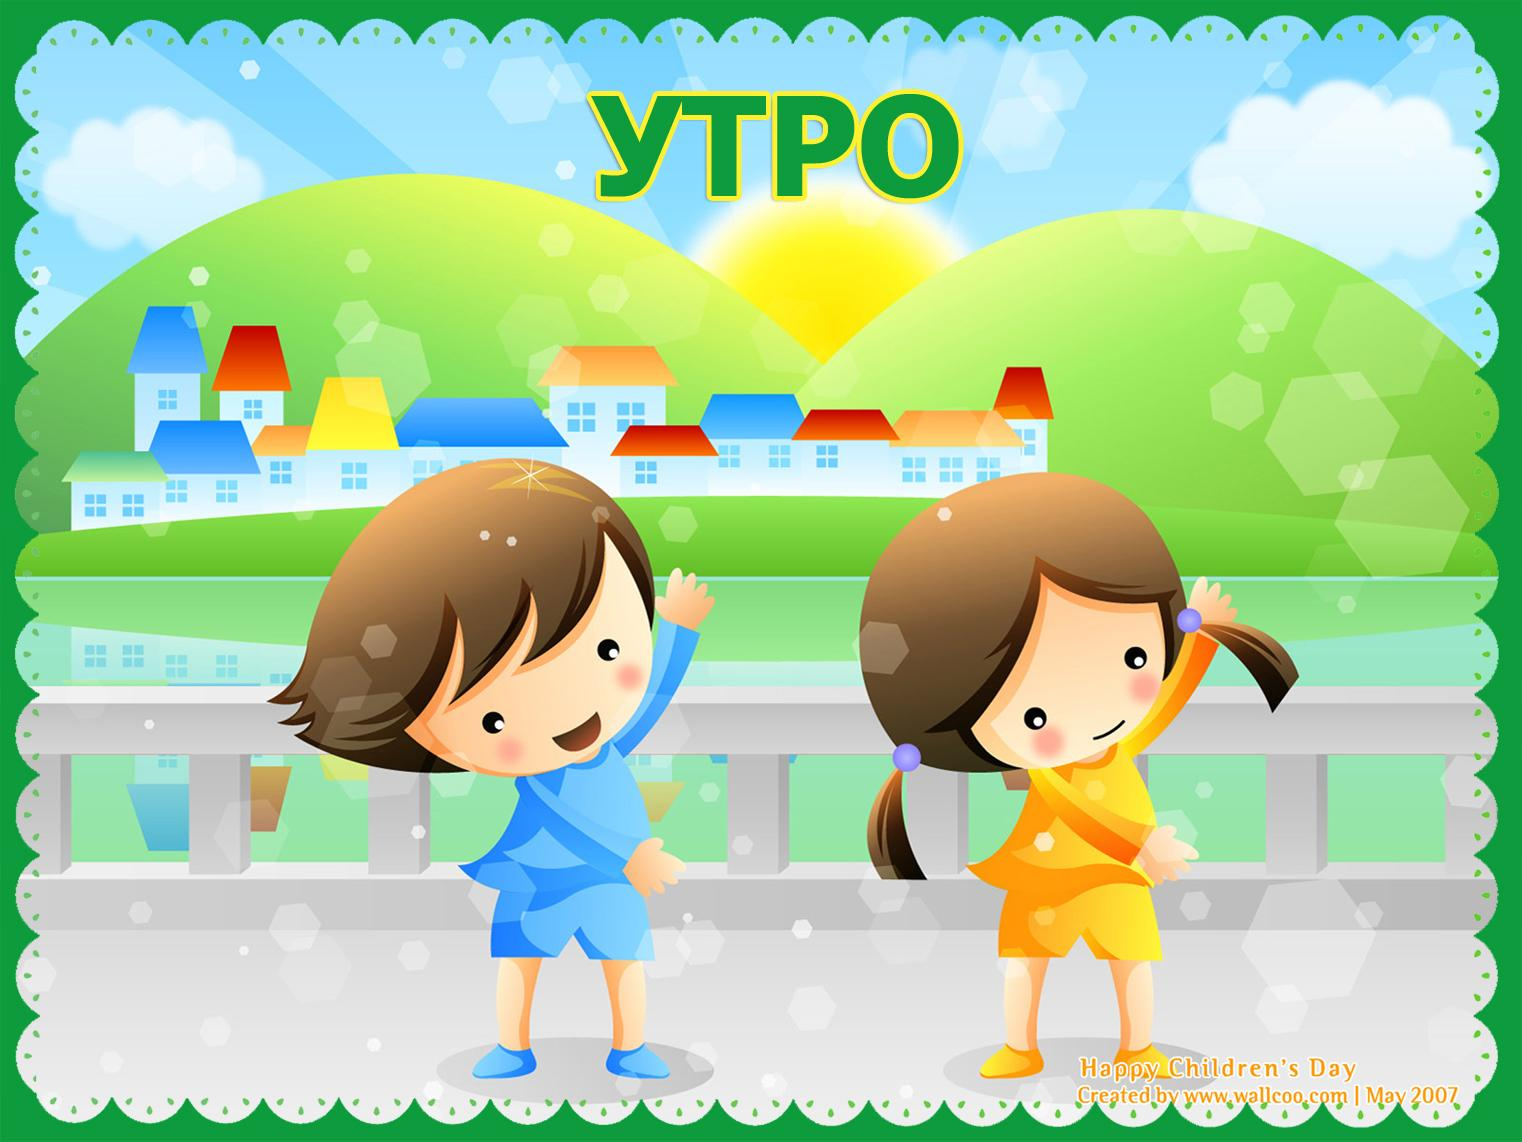 УТРО
Happy Children's Day
Created by www.wallcoo.com | May 2007